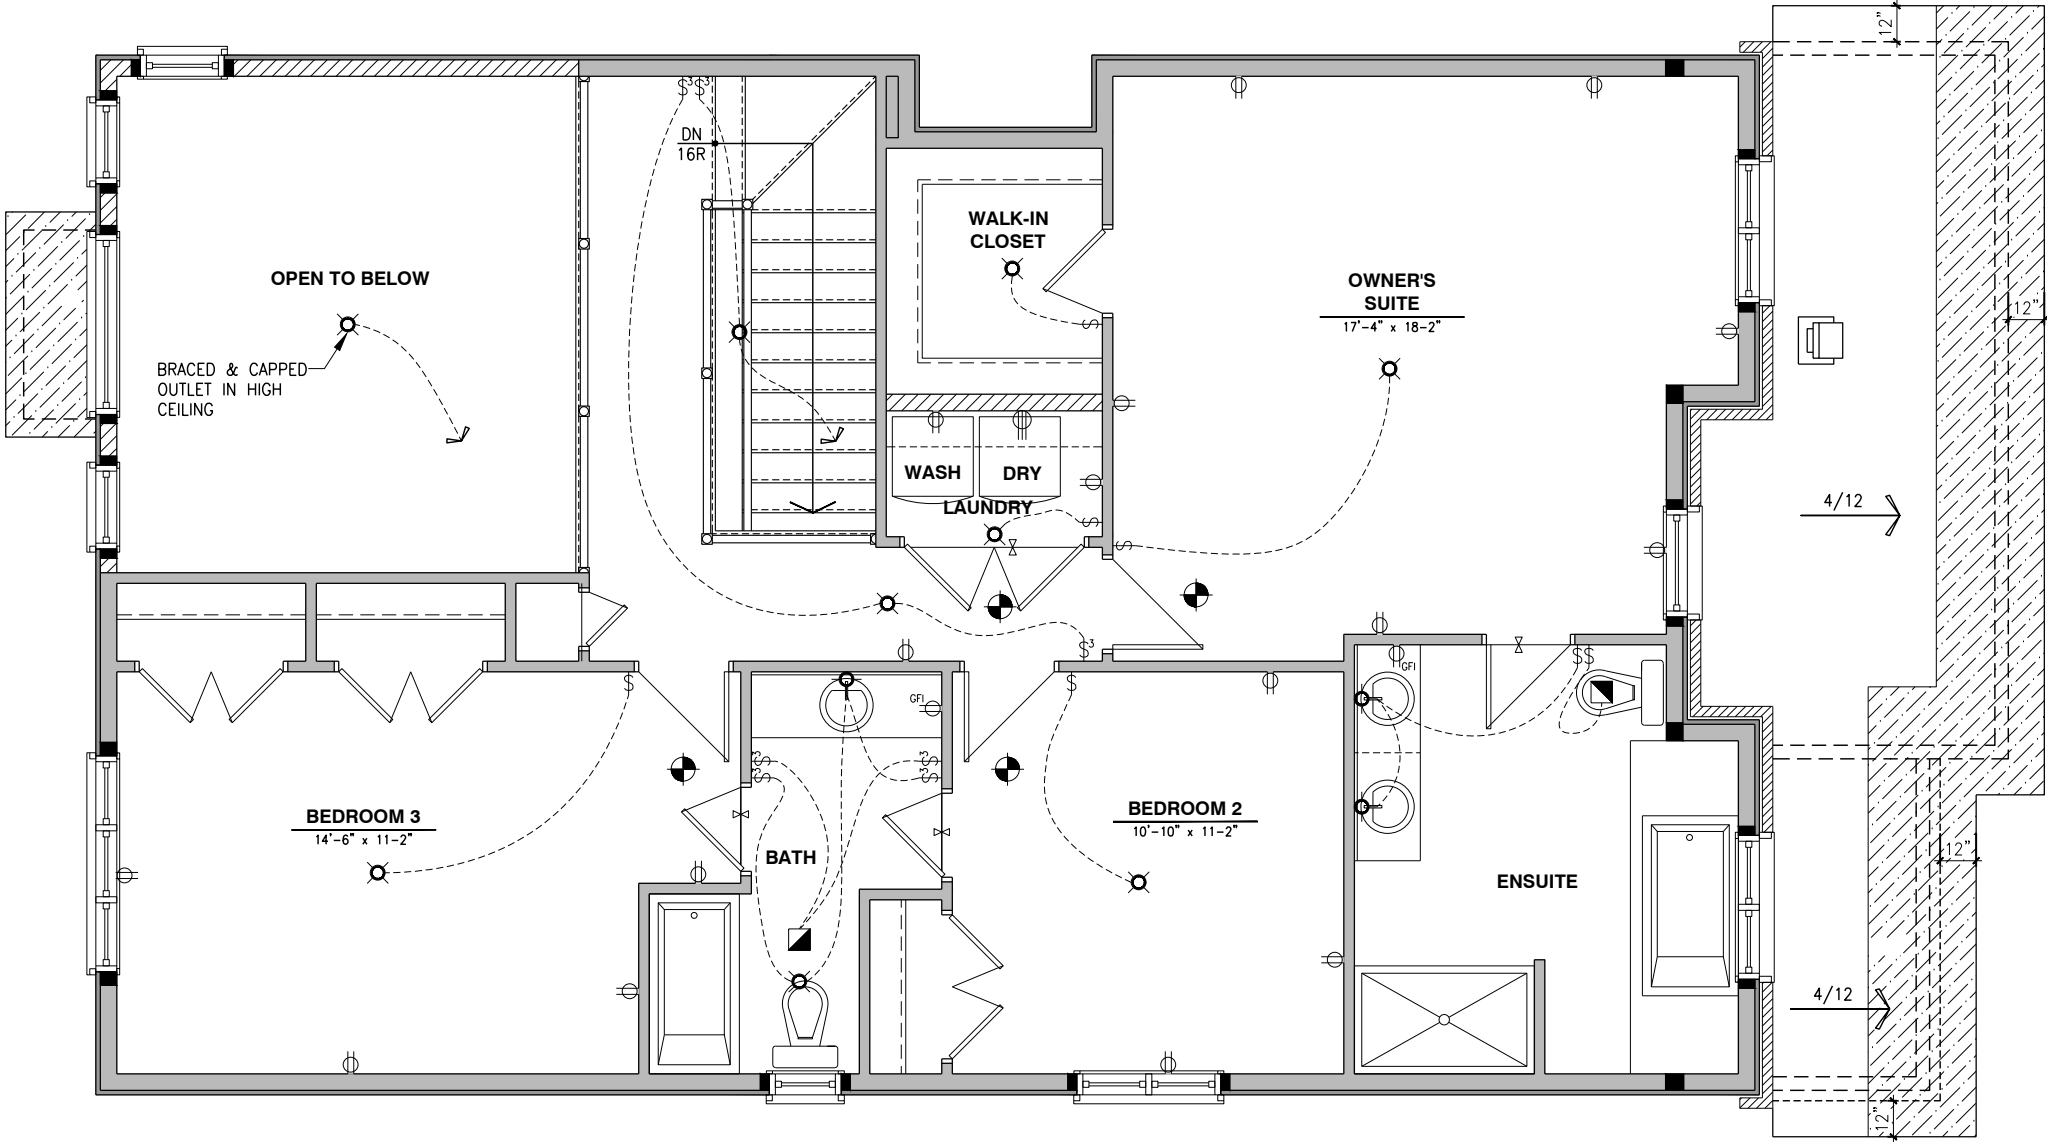 12"
DN
16R
WALK-IN
CLOSET
OPEN TO BELOW
OWNER'S
SUITE
17'-4" x 18-2"
12"
BRACED & CAPPED
OUTLET IN HIGH
CEILING
WASH
DRY
LAUNDRY
4/12
GFI
GFI
BEDROOM 3
14'-6" x 11-2"
BEDROOM 2
10'-10" x 11-2"
BATH
12"
ENSUITE
4/12
12"